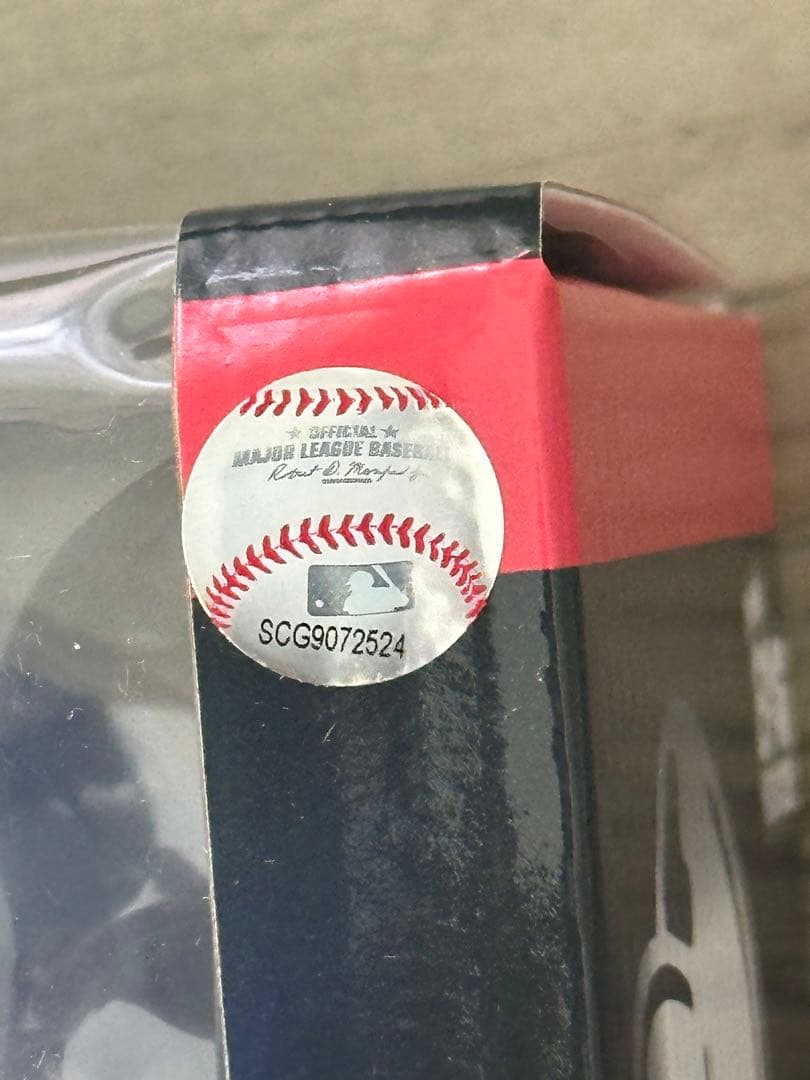 ★ OFFICIAL ★
MAJOR LEAGUE BASEBALL
SCG9072524